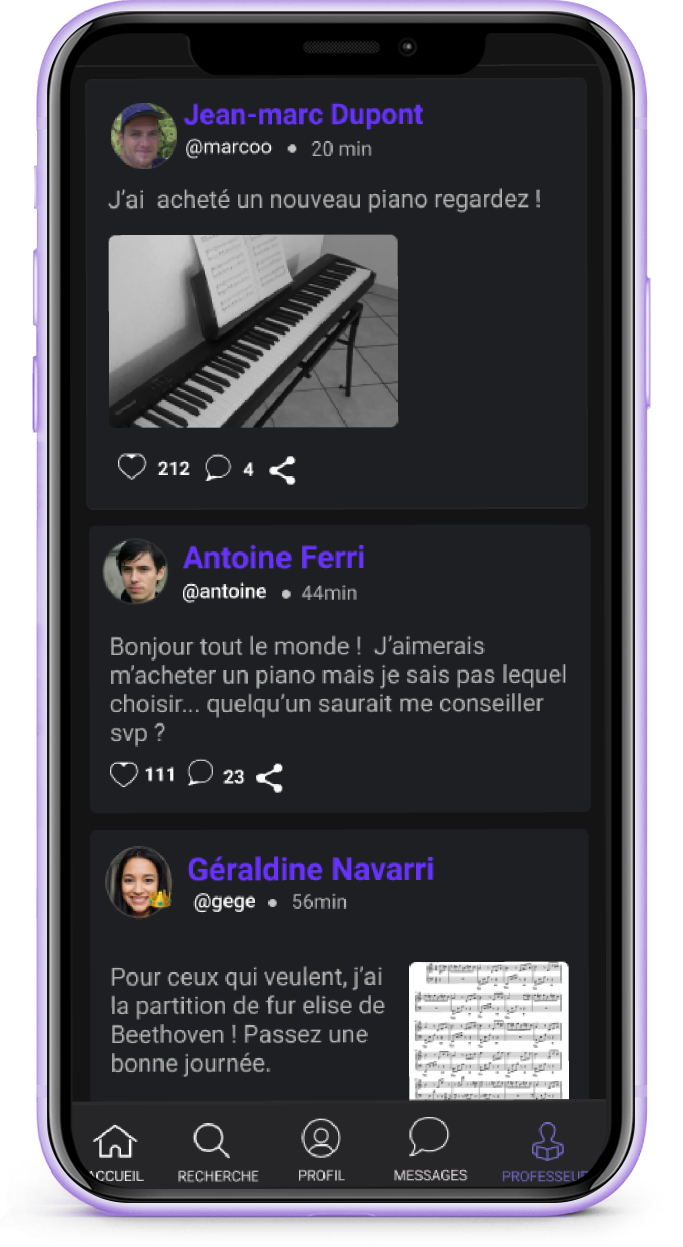 Jean-marc Dupont
@marcoo • 20 min
J'ai acheté un nouveau piano regardez !
212 4
Antoine Ferri
@antoine • 44min
Bonjour tout le monde ! J'aimerais
m'acheter un piano mais je sais pas lequel
choisir... quelqu'un saurait me conseiller
svp ?
111 23
Géraldine Navarri
@gege • 56min
Pour ceux qui veulent, j'ai
la partition de fur elise de
Beethoven ! Passez une
bonne journée.
CCUEIL RECHERCHE PROFIL MESSAGES PROFESSEUR